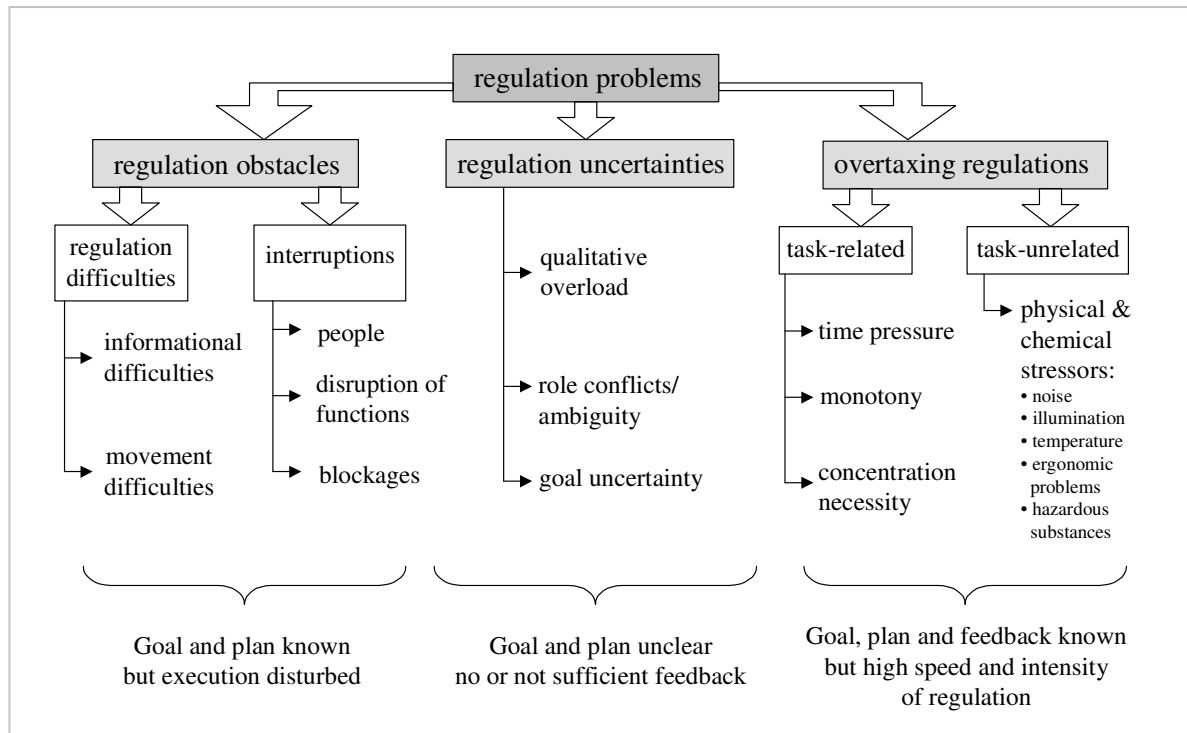 regulation problems
regulation obstacles
regulation uncertainties
overtaxing regulations
regulation
difficulties
interruptions
task-related
task-unrelated
informational
difficulties
movement
difficulties
people
disruption of
functions
blockages
qualitative
overload
role conflicts/
ambiguity
goal uncertainty
time pressure
monotony
concentration
necessity
physical &
chemical
stressors:
• noise
• illumination
• temperature
• ergonomic
problems
• hazardous
substances
Goal and plan known
but execution disturbed
Goal and plan unclear
no or not sufficient feedback
Goal, plan and feedback known
but high speed and intensity
of regulation